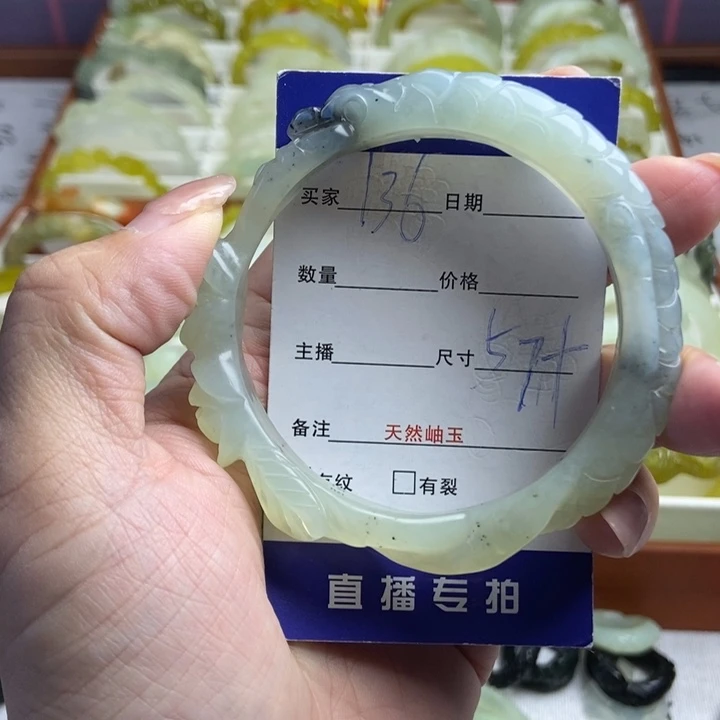 买家 136 日期
数量 价格
主播 尺寸 57+
备注 天然岫玉
有纹 □有裂
直播专拍